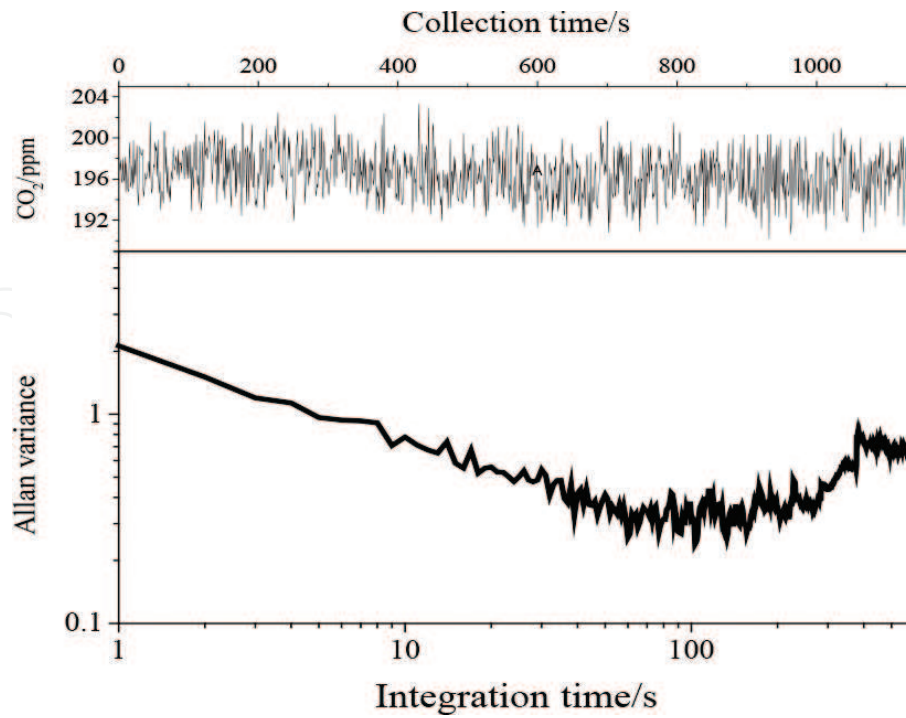 Collection time/s
0 200 400 600 800 1000
204
200
196
192
CO₂/ppm
A
1
0.1
Allan variance
1 10 100
Integration time/s